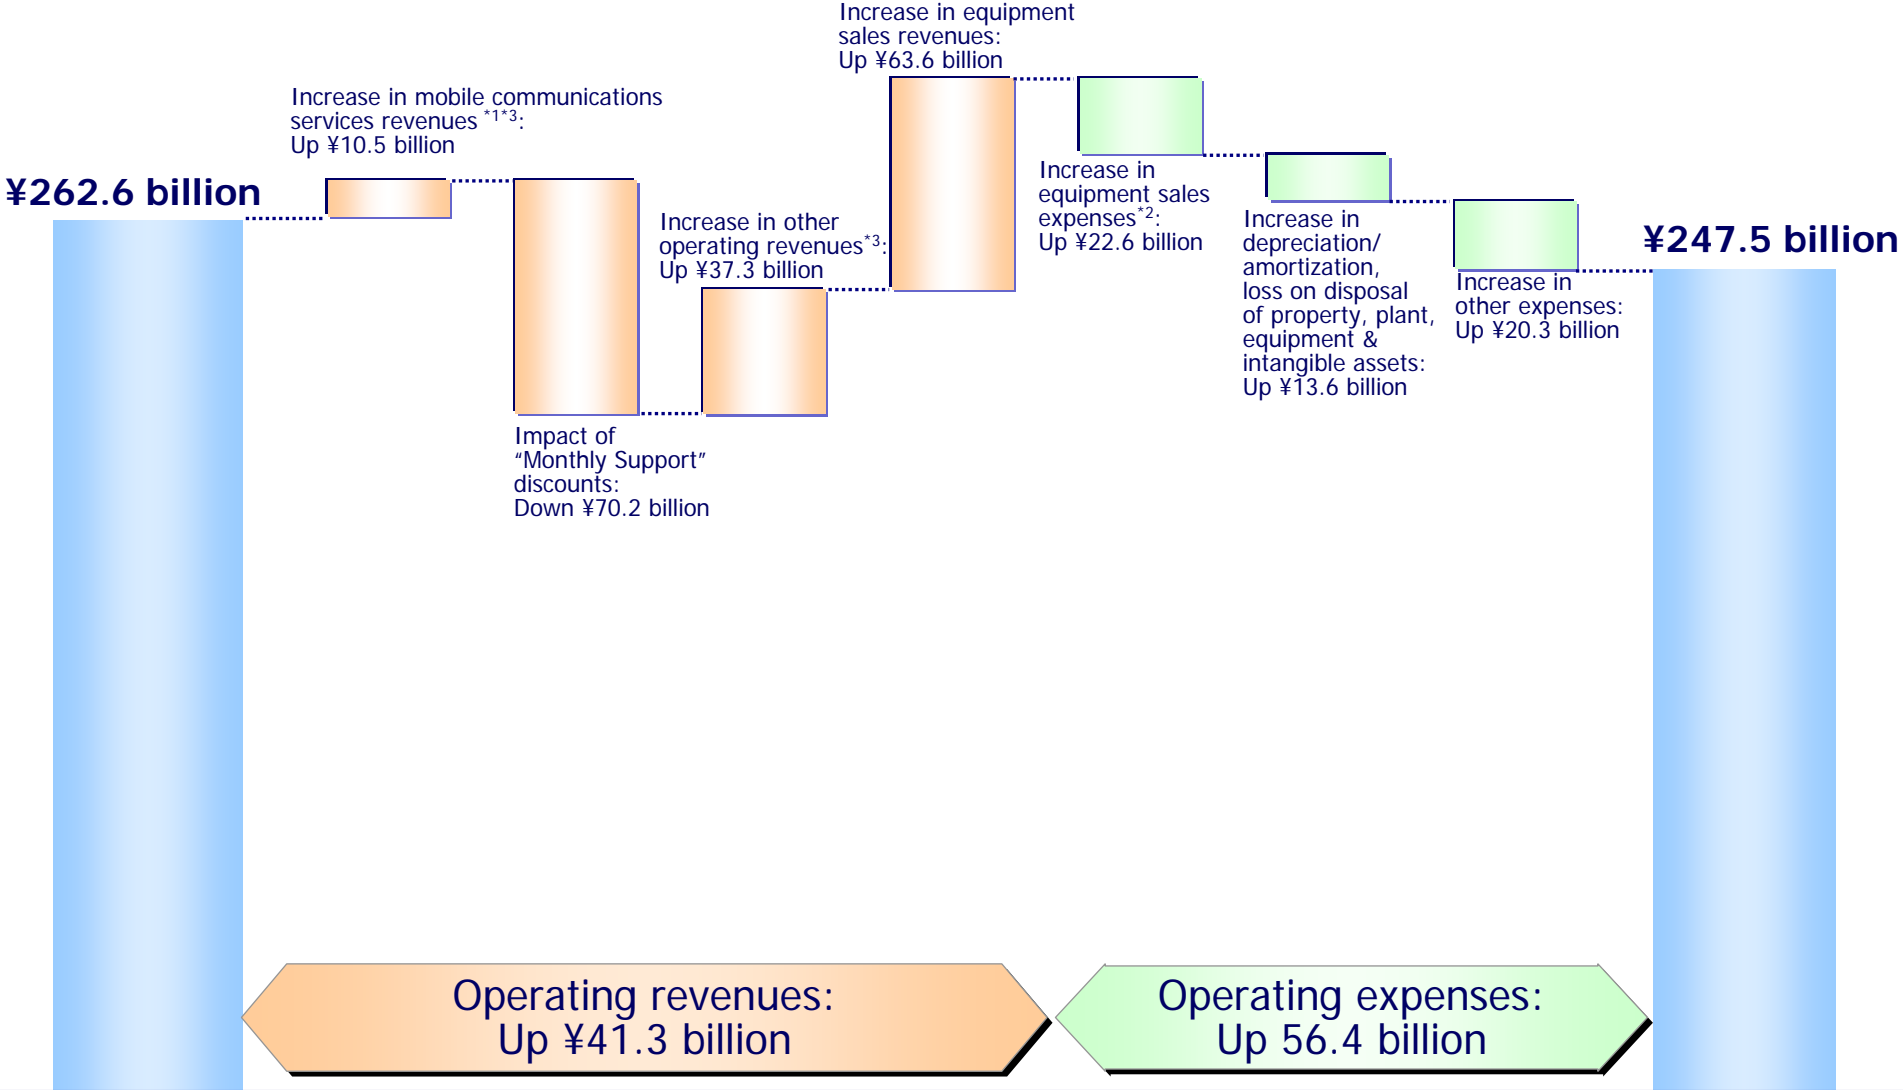 ¥262.6 billion
Increase in mobile communications
services revenues *1*3:
Up ¥10.5 billion
Impact of
“Monthly Support”
discounts:
Down ¥70.2 billion
Increase in other
operating revenues*3:
Up ¥37.3 billion
Increase in equipment
sales revenues:
Up ¥63.6 billion
Increase in
equipment sales
expenses*2:
Up ¥22.6 billion
Increase in
depreciation/
amortization,
loss on disposal
of property, plant,
equipment &
intangible assets:
Up ¥13.6 billion
Increase in
other expenses:
Up ¥20.3 billion
¥247.5 billion
Operating revenues:
Up ¥41.3 billion
Operating expenses:
Up 56.4 billion